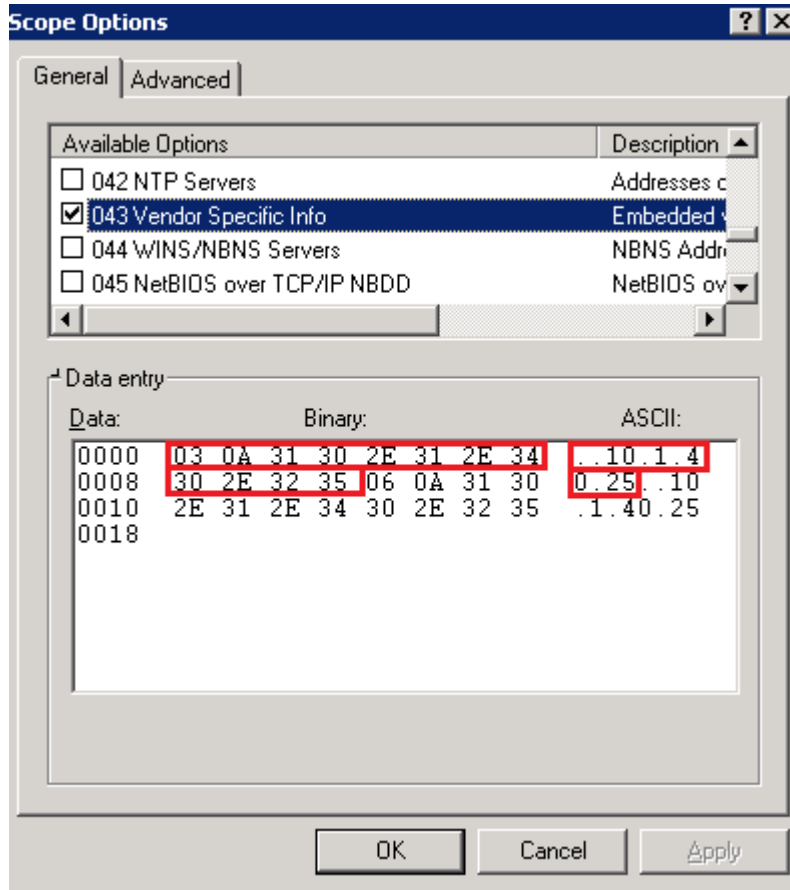 Scope Options
General Advanced
Available Options Description
042 NTP Servers Addresses
043 Vendor Specific Info Embedded
044 WINS/NBNS Servers NBNS
045 NetBIOS over TCP/IP NBDD NetBIOS
Data entry
Data: Binary: ASCII:
0000 03 0A 31 30 2E 31 2E 34 ..10.1.4
0008 30 2E 32 35 06 0A 31 30 0.25..10
0010 2E 31 2E 34 30 2E 32 35 .1.40.25
0018
OK Cancel Apply